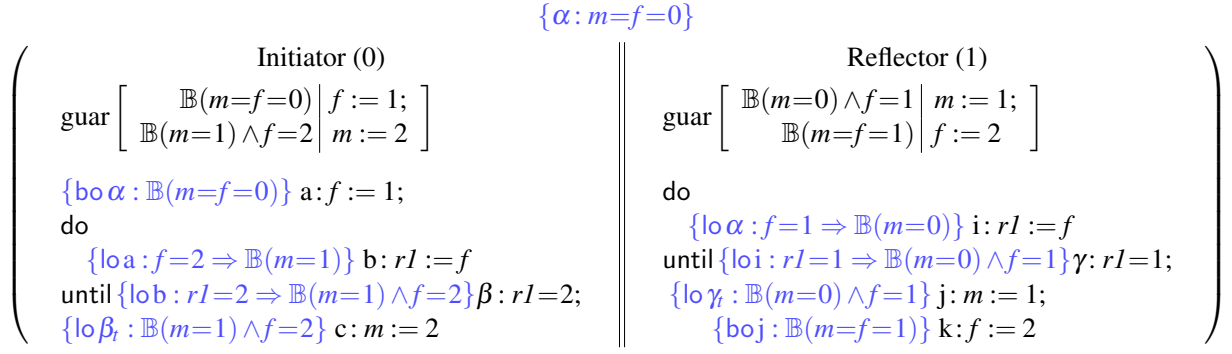 {α: m=f=0}
Initiator (0)
guar [ 𝔹(m=f=0) | f := 1;
𝔹(m=1) ∧ f=2 | m := 2 ]
{bo α : 𝔹(m=f=0)} a: f := 1;
do
{lo a : f=2 ⇒ 𝔹(m=1)} b: r1 := f
until {lo b : r1=2 ⇒ 𝔹(m=1) ∧ f=2} β : r1=2;
{lo βₜ : 𝔹(m=1) ∧ f=2} c: m := 2
Reflector (1)
guar [ 𝔹(m=0) ∧ f=1 | m := 1;
𝔹(m=f=1) | f := 2 ]
do
{lo α : f=1 ⇒ 𝔹(m=0)} i: r1 := f
until {lo i : r1=1 ⇒ 𝔹(m=0) ∧ f=1} γ: r1=1;
{lo γₜ : 𝔹(m=0) ∧ f=1} j: m := 1;
{bo j : 𝔹(m=f=1)} k: f := 2